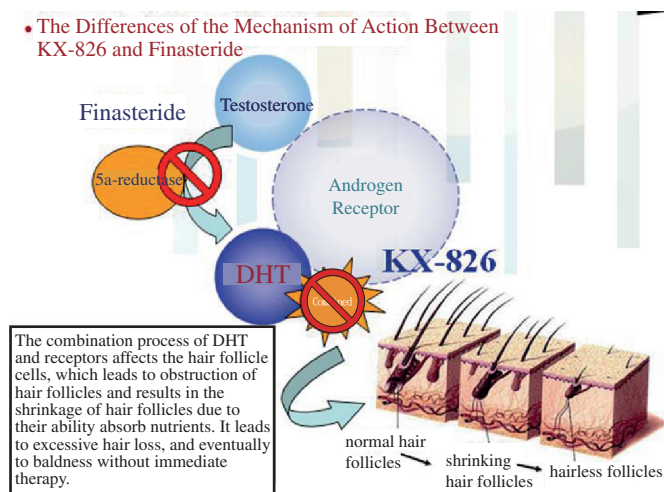 • The Differences of the Mechanism of Action Between
KX-826 and Finasteride
Testosterone
Finasteride
5a-reductase
Androgen
Receptor
DHT
KX-826
The combination process of DHT
and receptors affects the hair follicle
cells, which leads to obstruction of
hair follicles and results in the
shrinkage of hair follicles due to
their ability absorb nutrients. It leads
to excessive hair loss, and eventually
to baldness without immediate
therapy.
normal hair
follicles
shrinking
hair follicles
hairless follicles